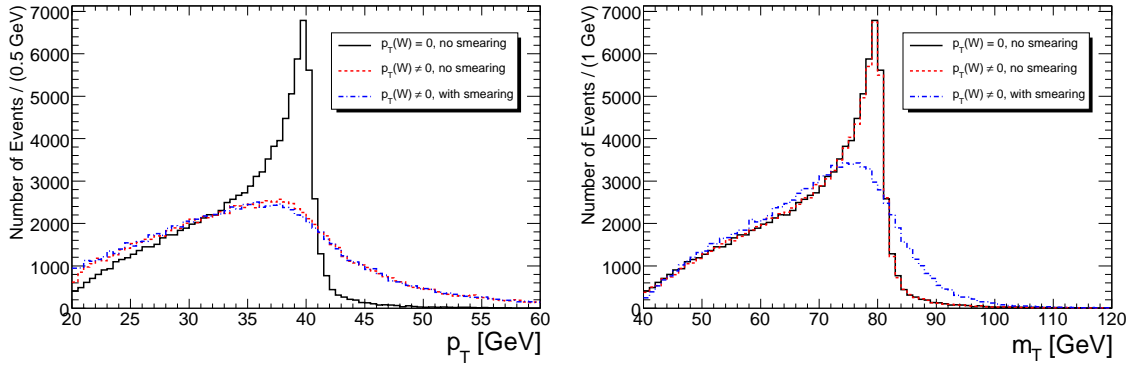 Number of Events / (0.5 GeV)
7000
6000
5000
4000
3000
2000
1000
0
p_T(W) = 0, no smearing
p_T(W) ≠ 0, no smearing
p_T(W) ≠ 0, with smearing
20 25 30 35 40 45 50 55 60
p_T [GeV]
Number of Events / (1 GeV)
7000
6000
5000
4000
3000
2000
1000
0
p_T(W) = 0, no smearing
p_T(W) ≠ 0, no smearing
p_T(W) ≠ 0, with smearing
40 50 60 70 80 90 100 110 120
m_T [GeV]